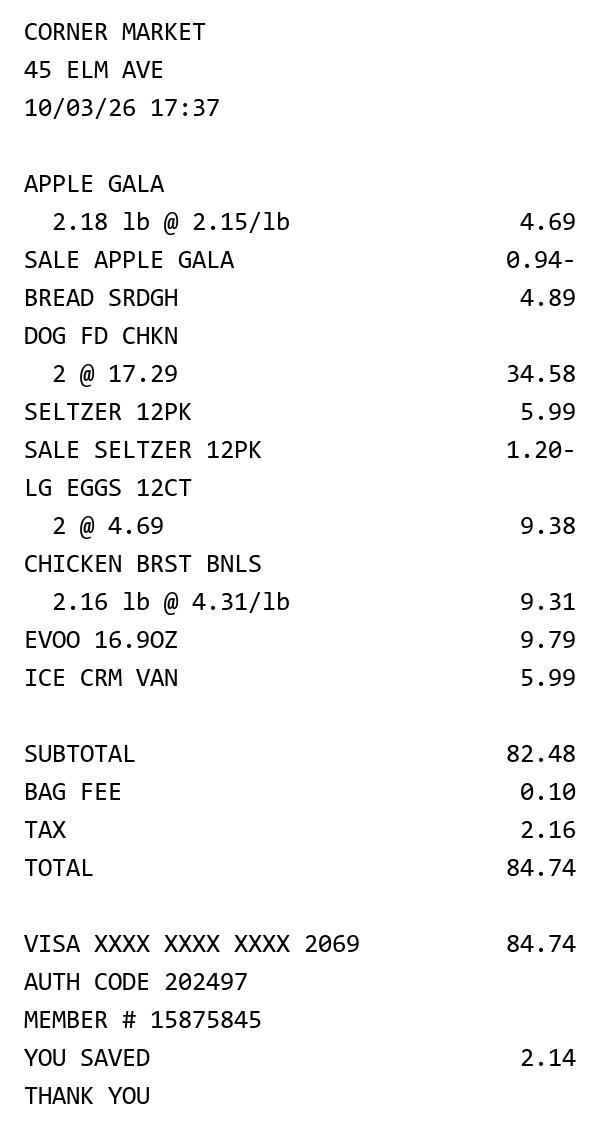 CORNER MARKET
45 ELM AVE
10/03/26 17:37
APPLE GALA
2.18 lb @ 2.15/lb 4.69
SALE APPLE GALA 0.94-
BREAD SRDGH 4.89
DOG FD CHKN
2 @ 17.29 34.58
SELTZER 12PK 5.99
SALE SELTZER 12PK 1.20-
LG EGGS 12CT
2 @ 4.69 9.38
CHICKEN BRST BNLS
2.16 lb @ 4.31/lb 9.31
EVOO 16.9OZ 9.79
ICE CRM VAN 5.99
SUBTOTAL 82.48
BAG FEE 0.10
TAX 2.16
TOTAL 84.74
VISA XXXX XXXX XXXX 2069 84.74
AUTH CODE 202497
MEMBER # 15875845
YOU SAVED 2.14
THANK YOU